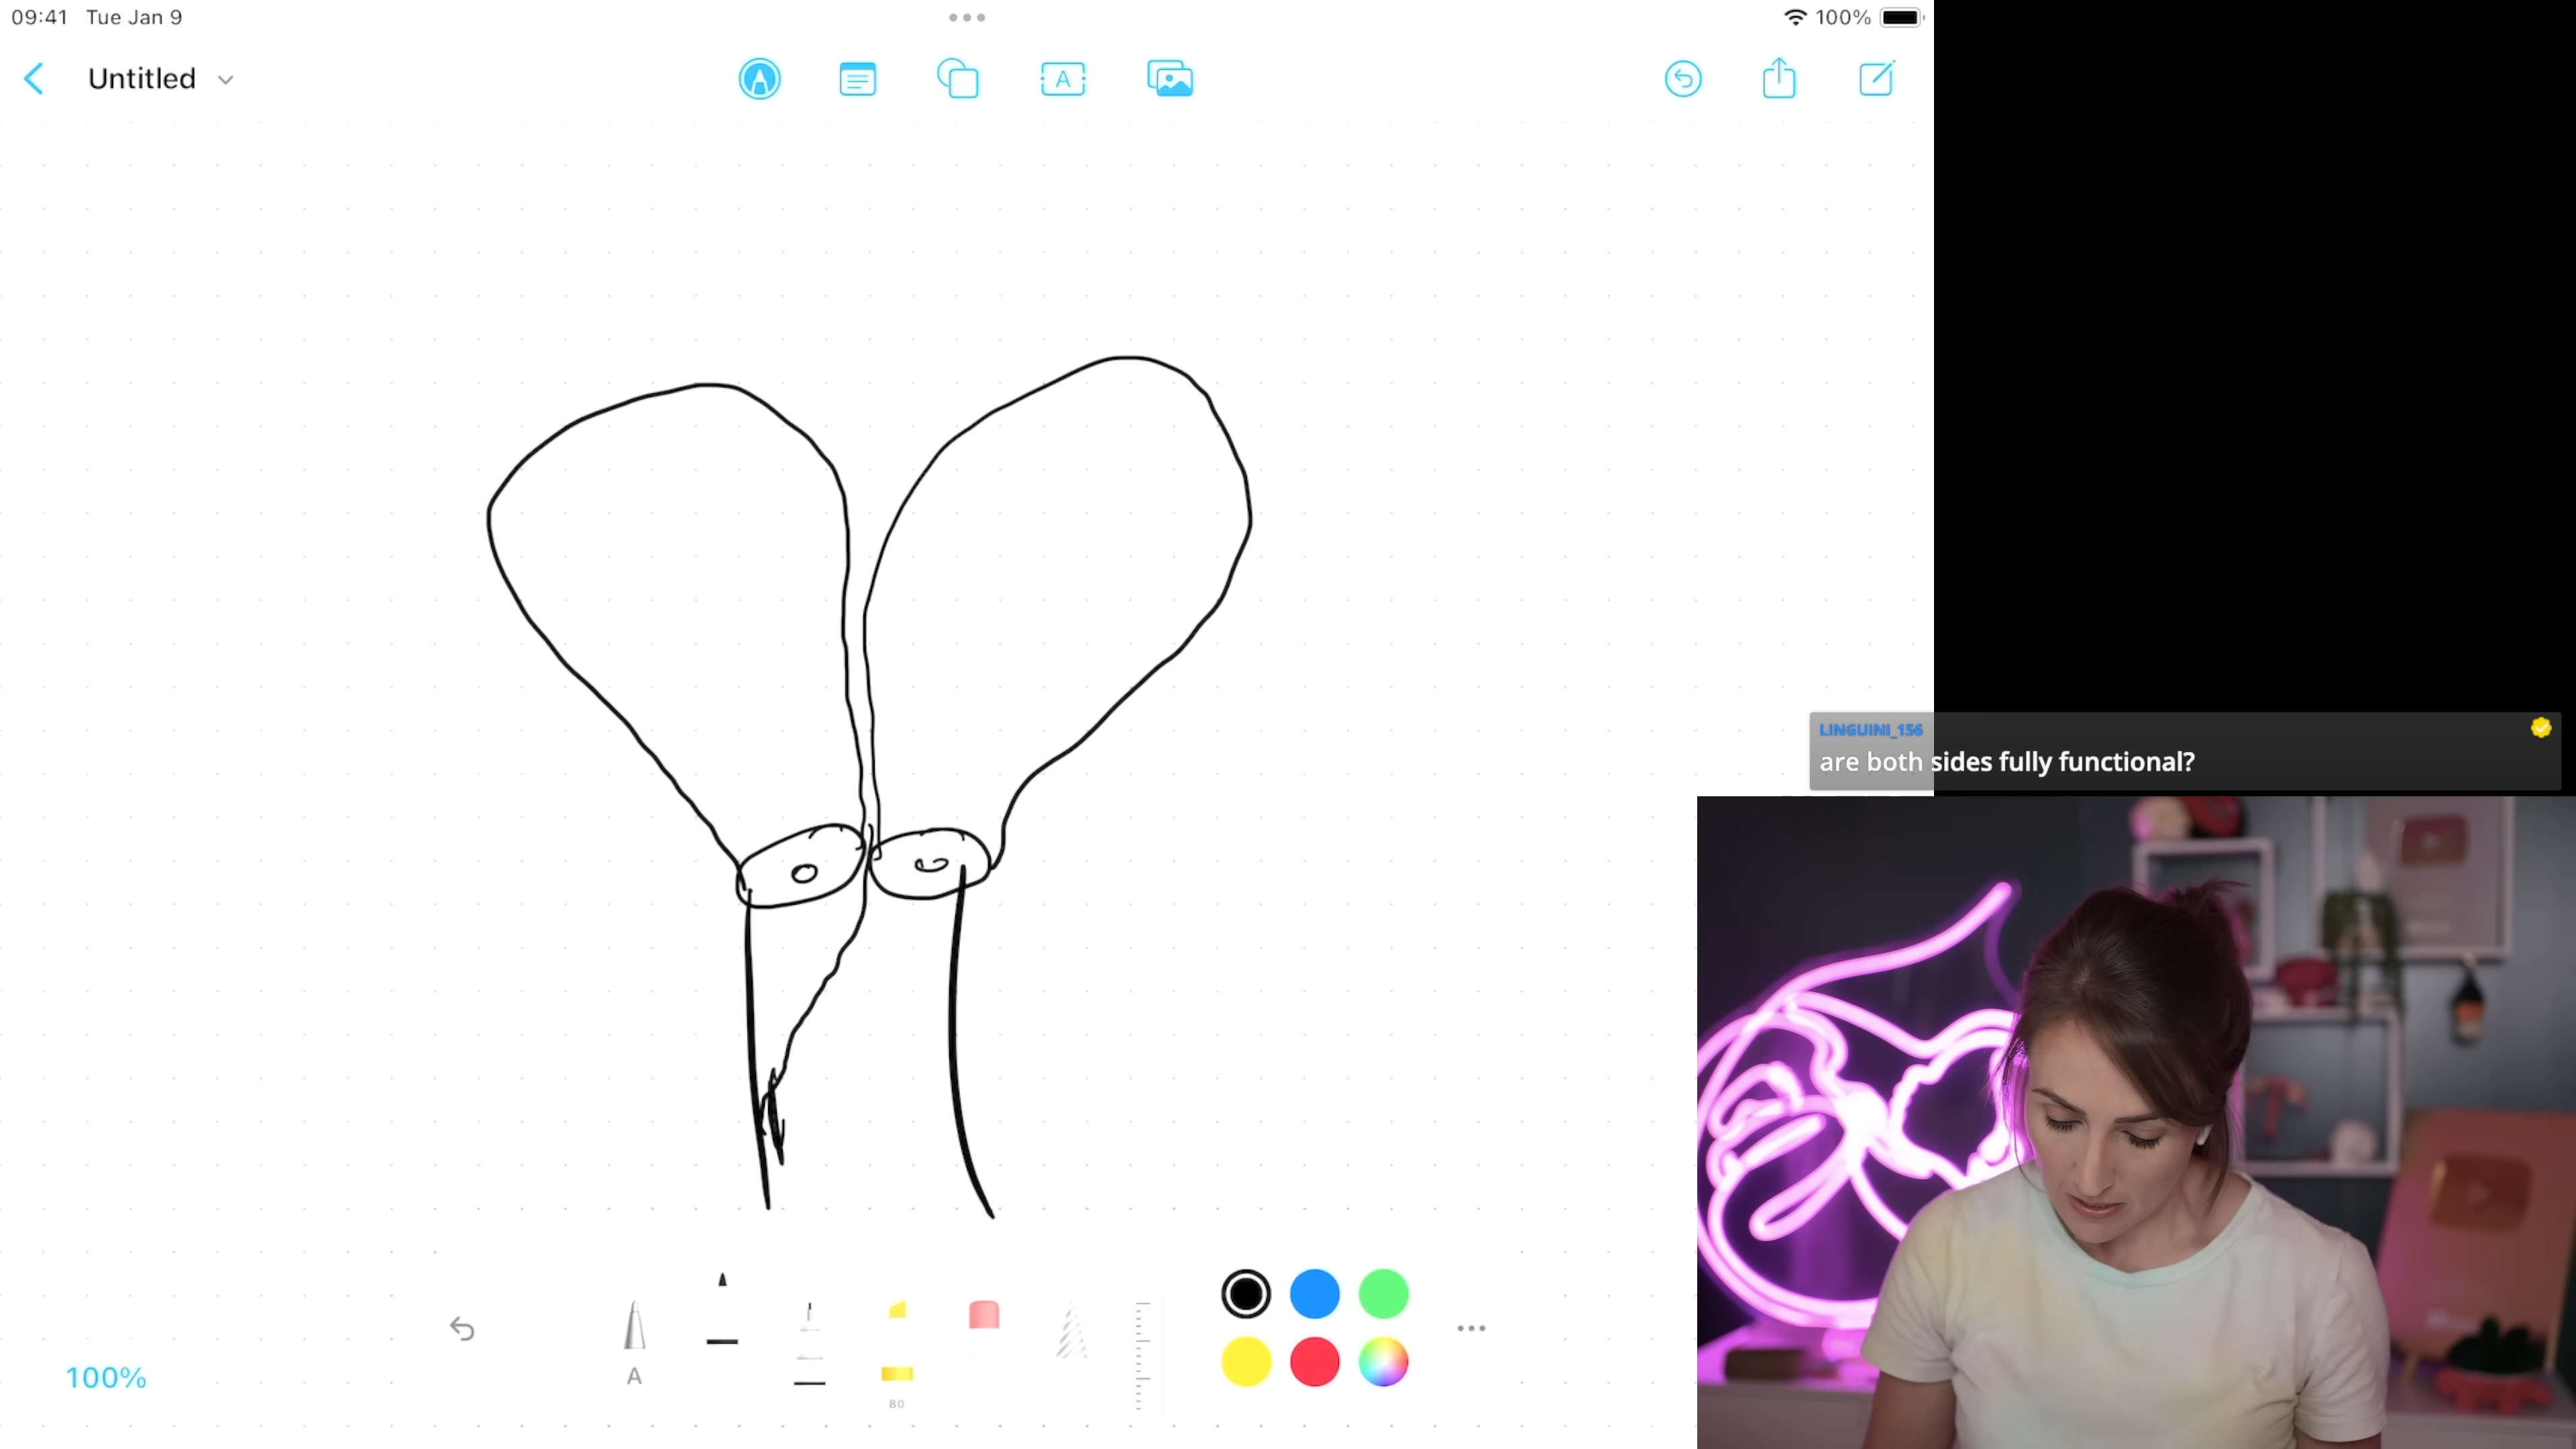 09:41 Tue Jan 9
100%
Untitled
A
LINGUINI_156
are both sides fully functional?
A
80
100%